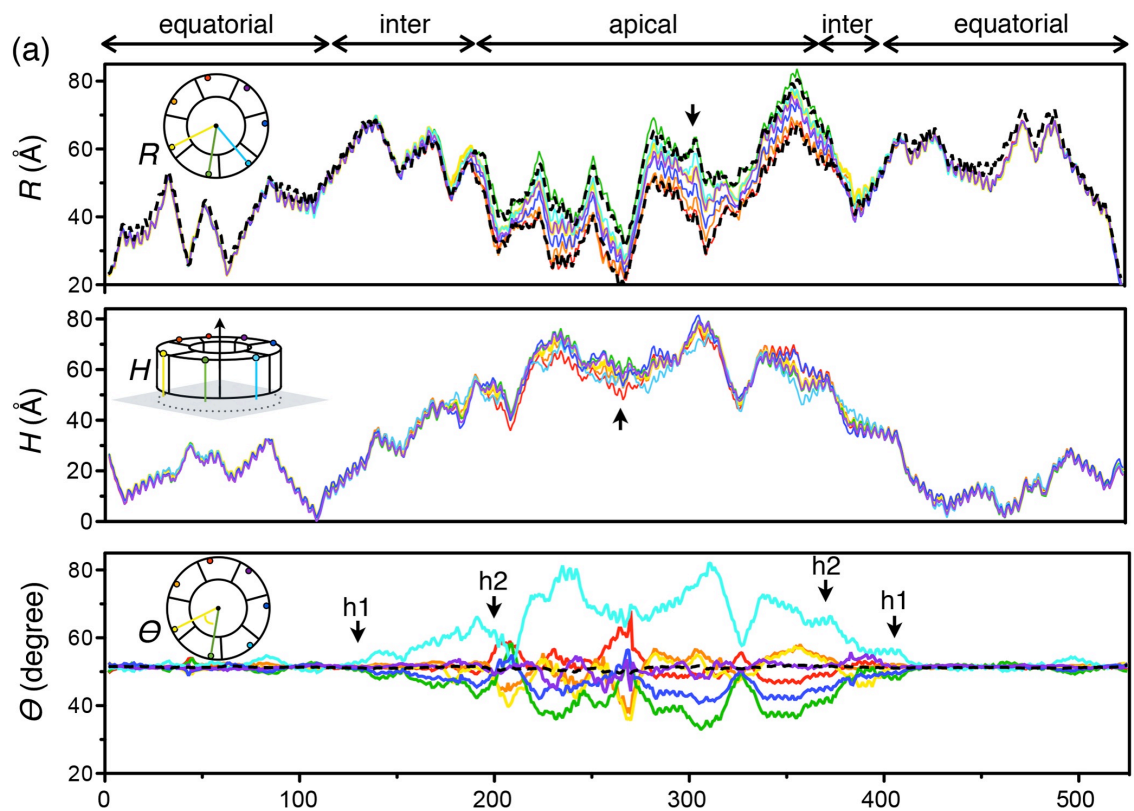 equatorial inter apical inter equatorial
(a)
80
60
40
20
R (Å)
R
80
60
40
20
0
H (Å)
H
80
60
40
20
Θ (degree)
Θ
h1
h2
h2
h1
0 100 200 300 400 500